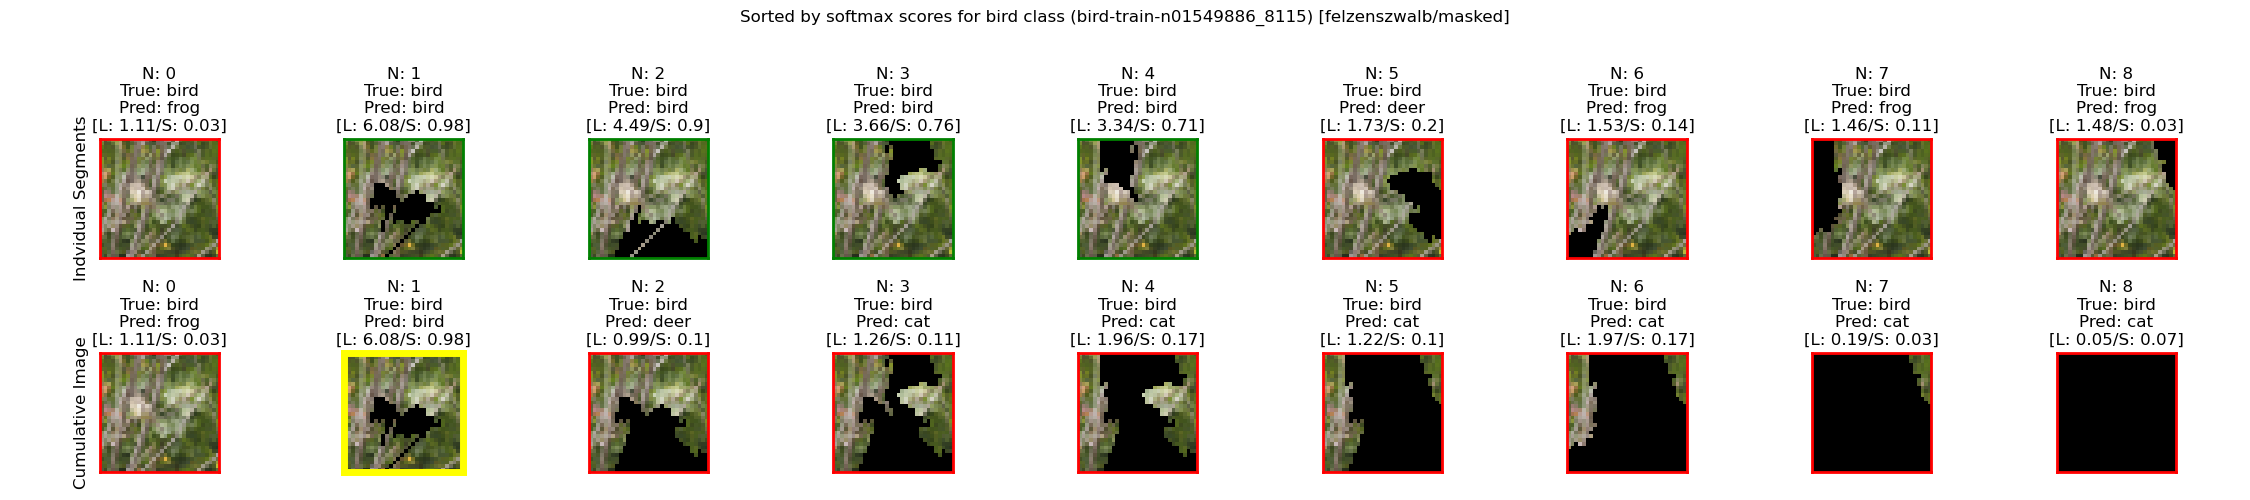 Sorted by softmax scores for bird class (bird-train-n01549886_8115) [felzenszwalb/masked]
Indvidual Segments
N: 0
True: bird
Pred: frog
[L: 1.11/S: 0.03]
N: 1
True: bird
Pred: bird
[L: 6.08/S: 0.98]
N: 2
True: bird
Pred: bird
[L: 4.49/S: 0.9]
N: 3
True: bird
Pred: bird
[L: 3.66/S: 0.76]
N: 4
True: bird
Pred: bird
[L: 3.34/S: 0.71]
N: 5
True: bird
Pred: deer
[L: 1.73/S: 0.2]
N: 6
True: bird
Pred: frog
[L: 1.53/S: 0.14]
N: 7
True: bird
Pred: frog
[L: 1.46/S: 0.11]
N: 8
True: bird
Pred: frog
[L: 1.48/S: 0.03]
Cumulative Image
N: 0
True: bird
Pred: frog
[L: 1.11/S: 0.03]
N: 1
True: bird
Pred: bird
[L: 6.08/S: 0.98]
N: 2
True: bird
Pred: deer
[L: 0.99/S: 0.1]
N: 3
True: bird
Pred: cat
[L: 1.26/S: 0.11]
N: 4
True: bird
Pred: cat
[L: 1.96/S: 0.17]
N: 5
True: bird
Pred: cat
[L: 1.22/S: 0.1]
N: 6
True: bird
Pred: cat
[L: 1.97/S: 0.17]
N: 7
True: bird
Pred: cat
[L: 0.19/S: 0.03]
N: 8
True: bird
Pred: cat
[L: 0.05/S: 0.07]